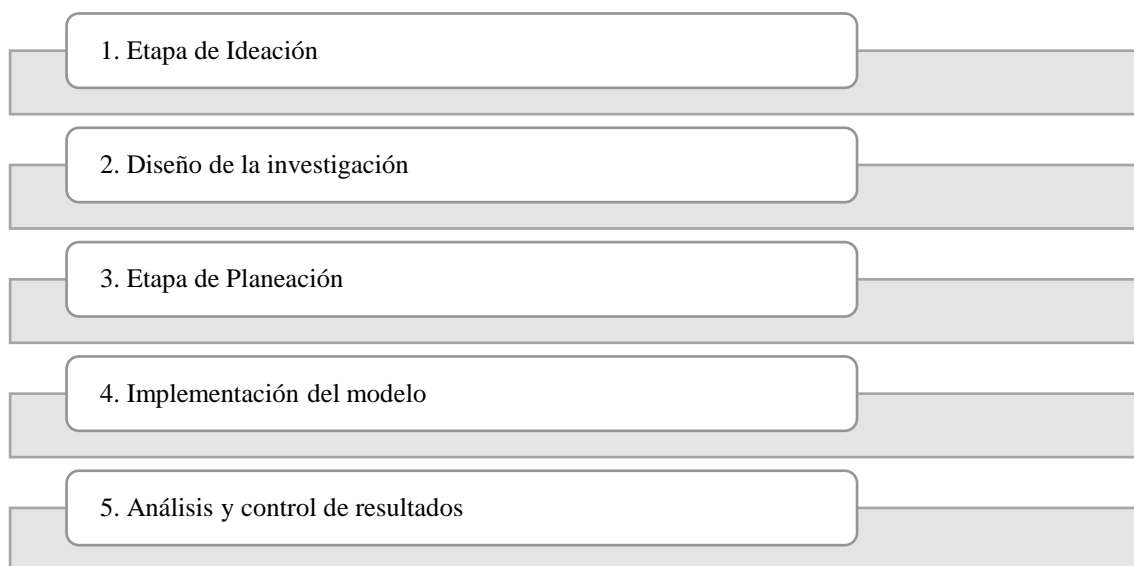 1. Etapa de Ideación
2. Diseño de la investigación
3. Etapa de Planeación
4. Implementación del modelo
5. Análisis y control de resultados